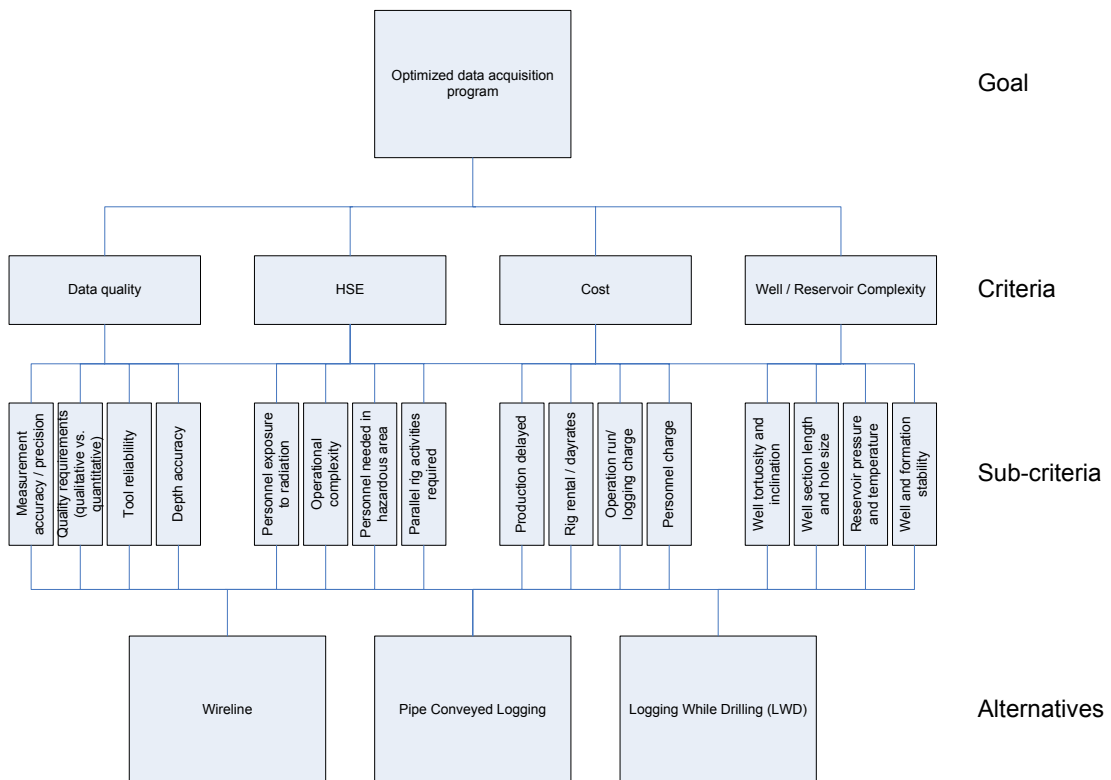 Optimized data acquisition
program
Goal
Data quality
HSE
Cost
Well / Reservoir Complexity
Criteria
Measurement
accuracy / precision
Quality requirements
(qualitative vs.
quantitative)
Tool reliability
Depth accuracy
Personnel exposure
to radiation
Operational
complexity
Personnel needed in
hazardous area
Parallel rig activities
required
Production delayed
Rig rental / dayrates
Operation run/
logging charge
Personnel charge
Well tortuosity and
inclination
Well section length
and hole size
Reservoir pressure
and temperature
Well and formation
stability
Sub-criteria
Wireline
Pipe Conveyed Logging
Logging While Drilling (LWD)
Alternatives